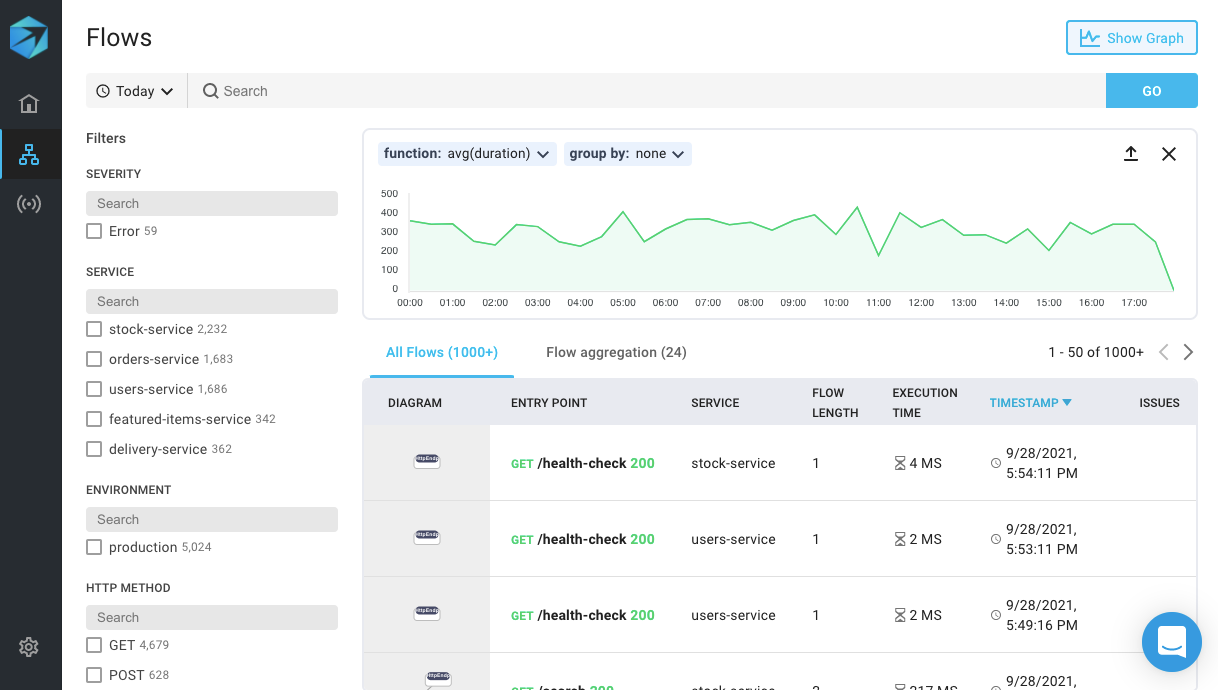 Flows
Show Graph
Today
Search
GO
Filters
SEVERITY
Search
Error 59
SERVICE
Search
stock-service 2,232
orders-service 1,683
users-service 1,686
featured-items-service 342
delivery-service 362
ENVIRONMENT
Search
production 5,024
HTTP METHOD
Search
GET 4,679
POST 628
function: avg(duration)
group by: none
500
400
300
200
100
0
00:00 01:00 02:00 03:00 04:00 05:00 06:00 07:00 08:00 09:00 10:00 11:00 12:00 13:00 14:00 15:00 16:00 17:00
All Flows (1000+)
Flow aggregation (24)
1 - 50 of 1000+
DIAGRAM ENTRY POINT SERVICE FLOW LENGTH EXECUTION TIME TIMESTAMP ISSUES
HttpEndp GET /health-check 200 stock-service 1 4 MS 9/28/2021, 5:54:11 PM
HttpEndp GET /health-check 200 users-service 1 2 MS 9/28/2021, 5:53:11 PM
HttpEndp GET /health-check 200 users-service 1 2 MS 9/28/2021, 5:49:16 PM
HttpEndp GET /search 200 stock-service 217 MS 9/28/2021,